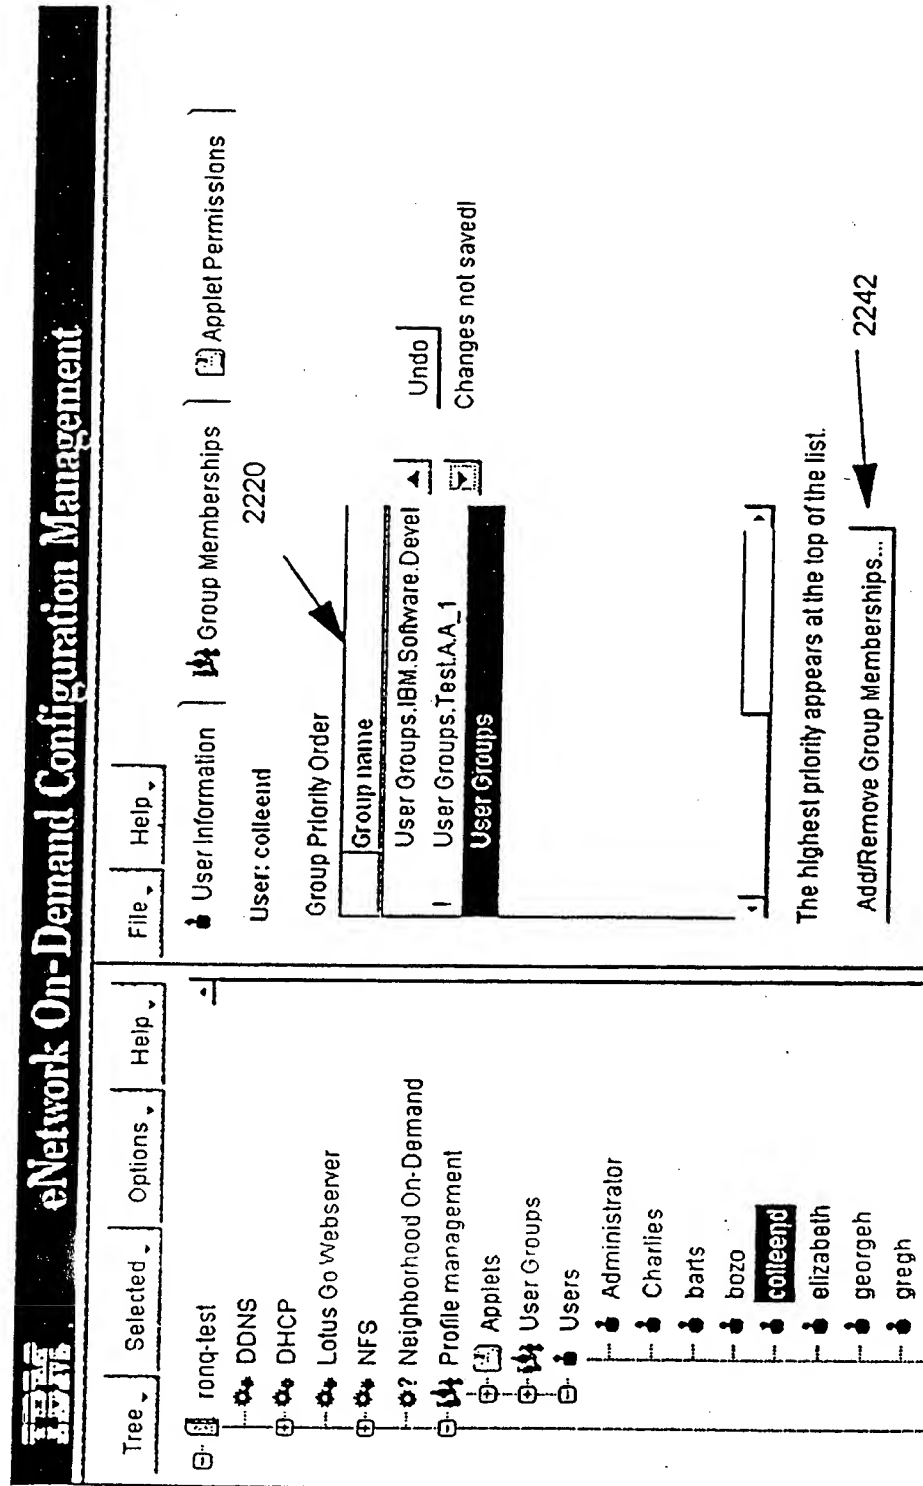 IBM
eNetwork On-Demand Configuration Management
Tree Selected Options Help
ronq-test
DDNS
DHCP
Lotus Go Webserver
NFS
Neighborhood On-Demand
Profile management
Applets
User Groups
Users
Administrator
Charlies
barts
bozo
colleend
elizabeth
georgeh
gregh
File Help
User Information Group Memberships Applet Permissions
User: colleend
2220
Group Priority Order
Group name
User Groups.IBM.Software.Devel
User Groups.Test.A.A_1
User Groups
Undo
Changes not saved!
The highest priority appears at the top of the list.
Add/Remove Group Memberships...
2242